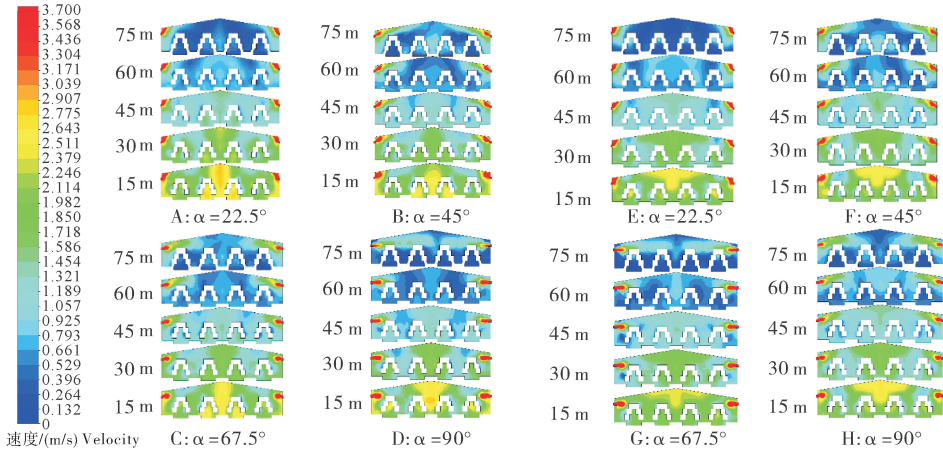 3.700
3.568
3.436
3.304
3.171
3.039
2.907
2.775
2.643
2.511
2.379
2.246
2.114
1.982
1.850
1.718
1.586
1.454
1.321
1.189
1.057
0.925
0.793
0.661
0.529
0.396
0.264
0.132
0
速度/(m/s) Velocity
75 m
60 m
45 m
30 m
15 m
A: α=22.5°
75 m
60 m
45 m
30 m
15 m
B: α=45°
75 m
60 m
45 m
30 m
15 m
E: α=22.5°
75 m
60 m
45 m
30 m
15 m
F: α=45°
75 m
60 m
45 m
30 m
15 m
C: α=67.5°
75 m
60 m
45 m
30 m
15 m
D: α=90°
75 m
60 m
45 m
30 m
15 m
G: α=67.5°
75 m
60 m
45 m
30 m
15 m
H: α=90°